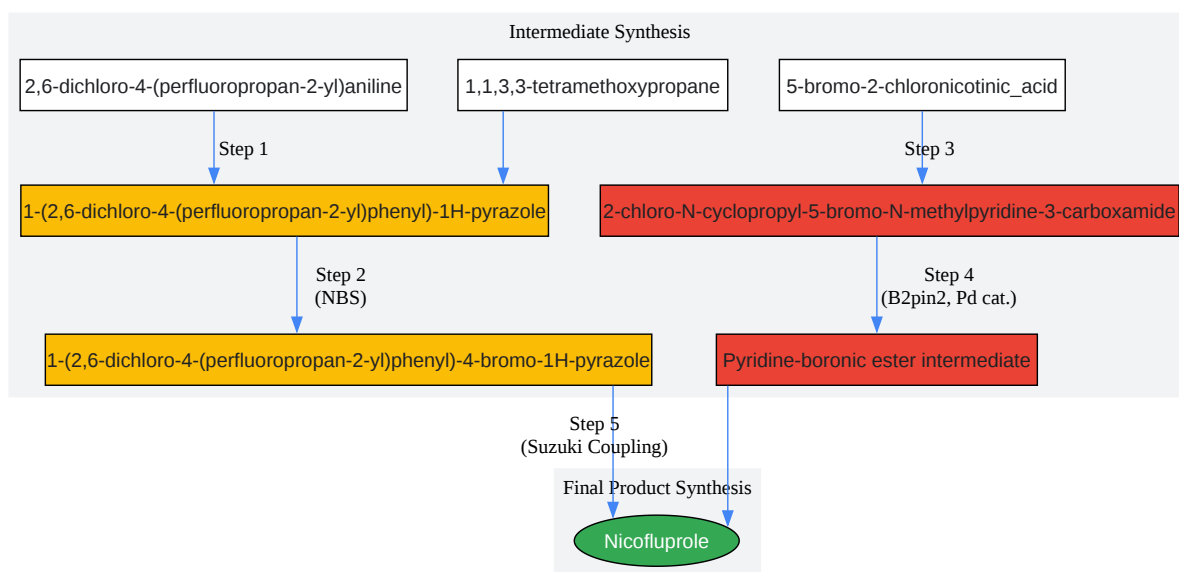 Intermediate Synthesis
2,6-dichloro-4-(perfluoropropan-2-yl)aniline
1,1,3,3-tetramethoxypropane
5-bromo-2-chloronicotinic_acid
Step 1
Step 3
1-(2,6-dichloro-4-(perfluoropropan-2-yl)phenyl)-1H-pyrazole
2-chloro-N-cyclopropyl-5-bromo-N-methylpyridine-3-carboxamide
Step 2
(NBS)
Step 4
(B2pin2, Pd cat.)
1-(2,6-dichloro-4-(perfluoropropan-2-yl)phenyl)-4-bromo-1H-pyrazole
Pyridine-boronic ester intermediate
Step 5
(Suzuki Coupling)
Final Product Synthesis
Nicofluprole